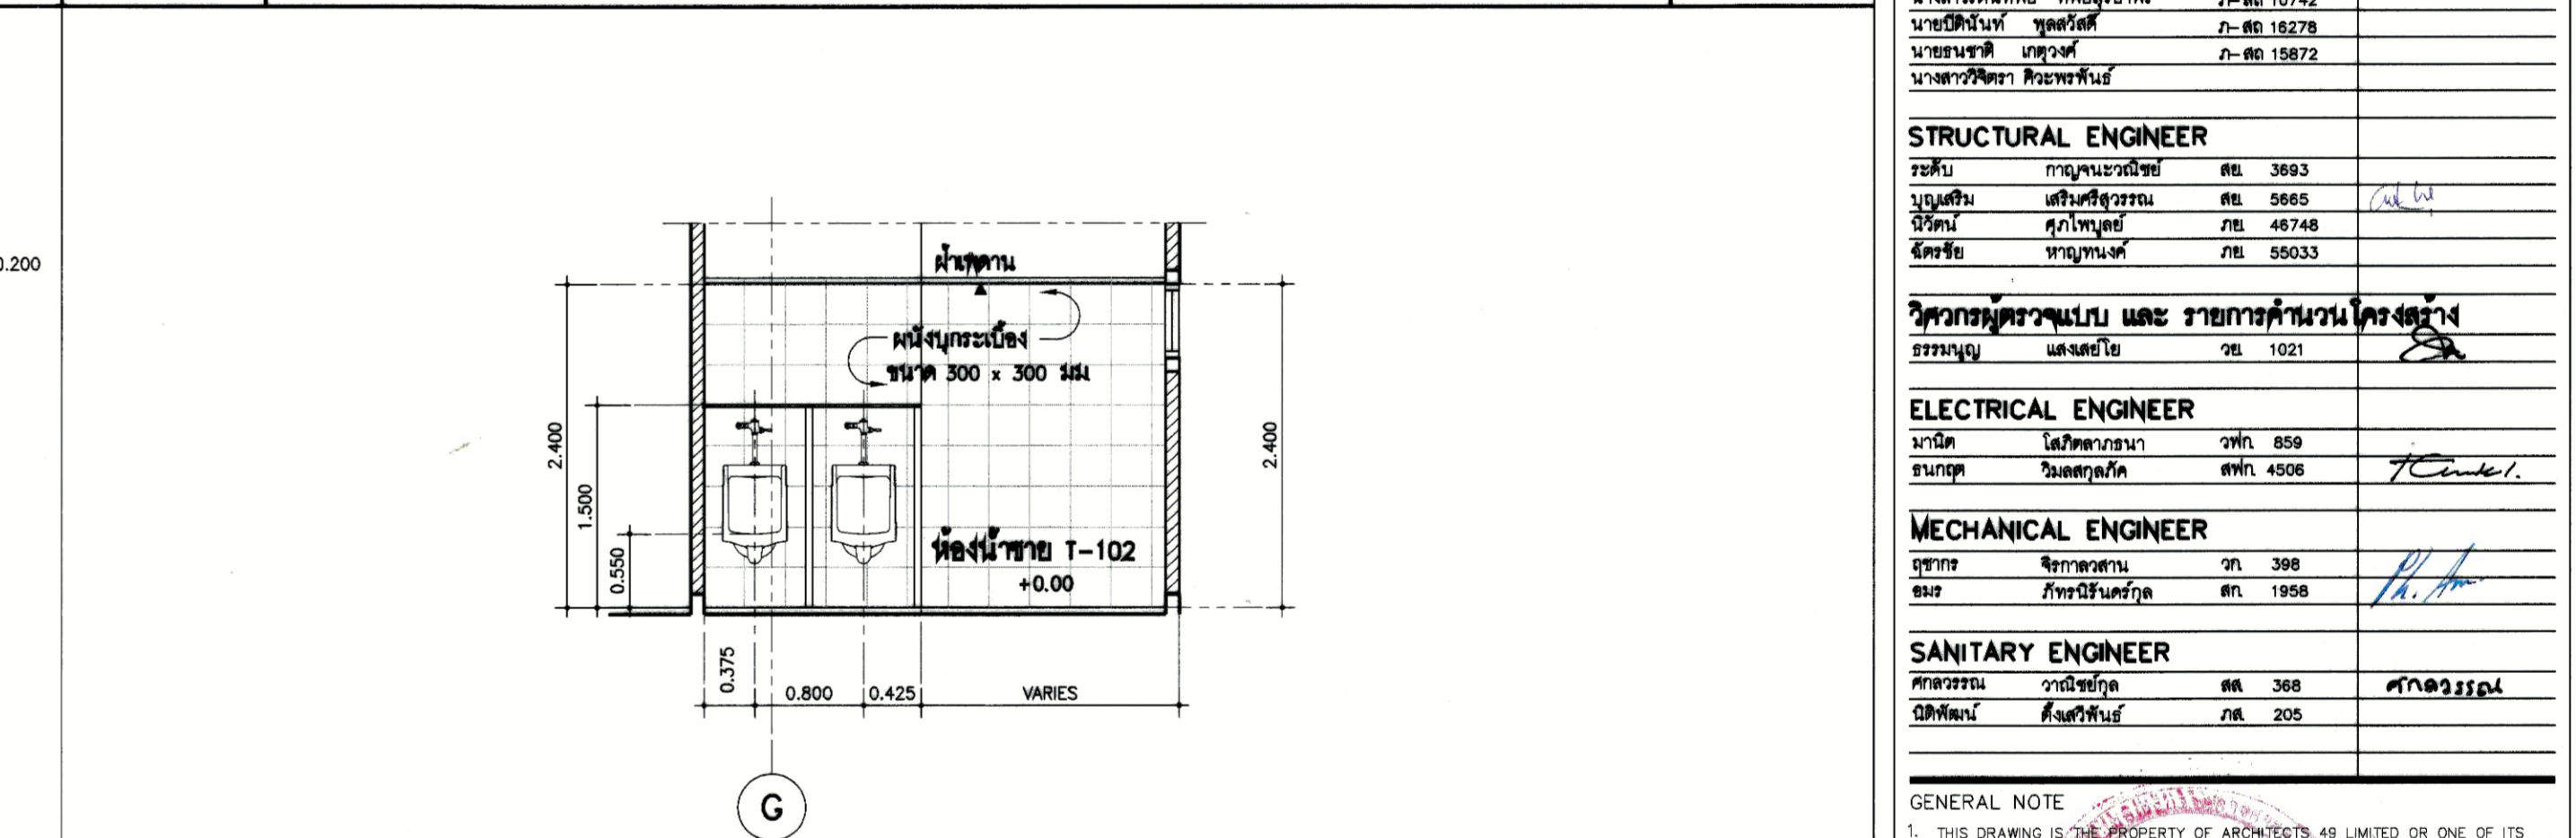 0.200
ฝ้าเพดาน
ผนังบุกระเบื้อง
ขนาด 300 x 300 มม.
2.400
1.500
0.550
2.400
ห้องน้ำชาย T-102
+0.00
0.375
0.800
0.425
VARIES
G
นายปิตินันท์ พูลสวัสดิ์ ภ-สถ 16278
นายธนชาติ เกตุวงศ์ ภ-สถ 15872
นางสาววิจิตรา ศิวะพรพันธ์
STRUCTURAL ENGINEER
ระดับ กาญจนะวณิชย์ สย. 3693
บุญเสริม เสริมศรีสุวรรณ สย. 5665
นิวัตน์ ศุภไพบูลย์ ภย. 46748
ฉัตรชัย หาญทนงค์ ภย. 55033
วิศวกรผู้ตรวจแบบ และ รายการคำนวนโครงสร้าง
ธรรมนูญ แสงเสย์โย วย. 1021
ELECTRICAL ENGINEER
มานิต โสภิตลาภธนา วฟก. 859
ธนกฤต วิมลสกุลภัค สฟก. 4506
MECHANICAL ENGINEER
ฤชากร จิรกาลวสาน วก. 398
อมร ภัทรนิรันดร์กุล สก. 1958
SANITARY ENGINEER
ศกลวรรณ วาณิชย์กุล สส. 368 ศกลวรรณ
นิติพัฒน์ ตั้งเสวีพันธ์ ภส. 205
GENERAL NOTE
1. THIS DRAWING IS THE PROPERTY OF ARCHITECTS 49 LIMITED OR ONE OF ITS